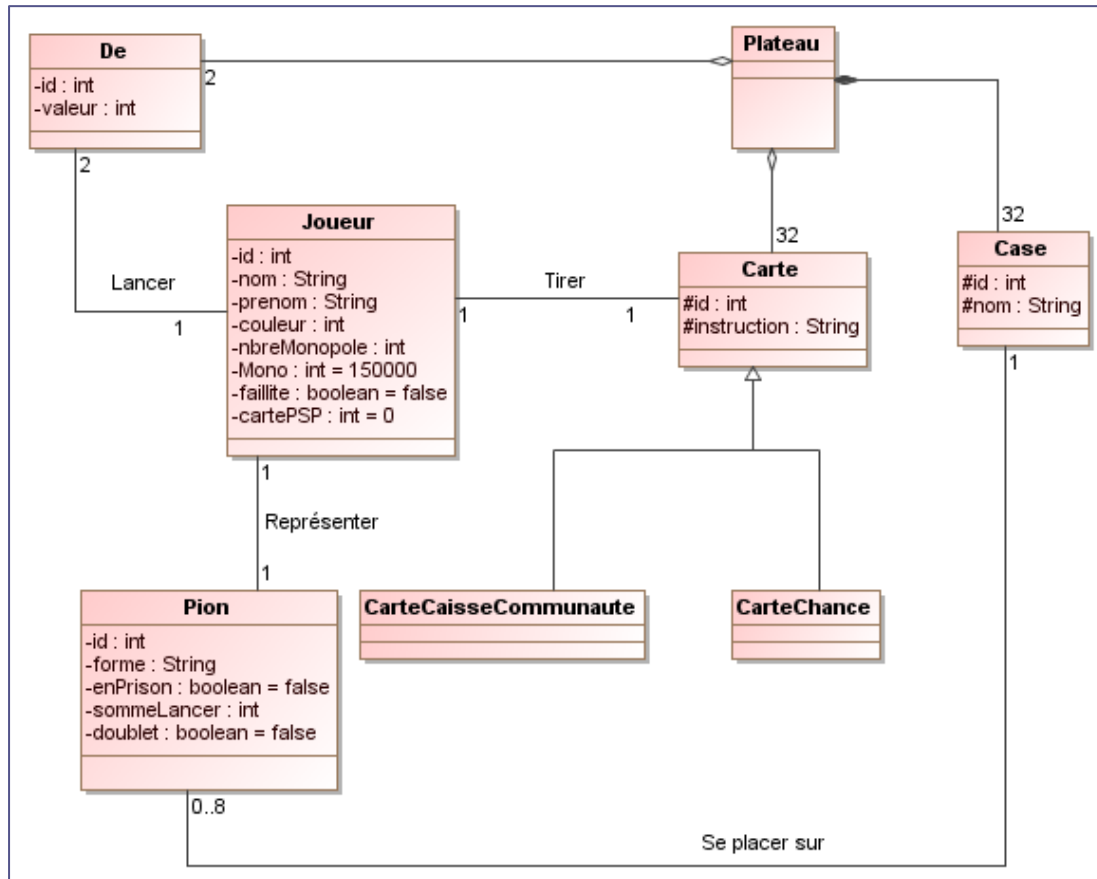 De
-id : int
-valeur : int
Plateau
2
2
32
32
Joueur
-id : int
-nom : String
-prenom : String
-couleur : int
-nbreMonopole : int
-Mono : int = 150000
-faillite : boolean = false
-cartePSP : int = 0
Lancer
1
Tirer
1
1
Carte
#id : int
#instruction : String
Case
#id : int
#nom : String
1
1
Représenter
1
Pion
-id : int
-forme : String
-enPrison : boolean = false
-sommeLancer : int
-doublet : boolean = false
CarteCaisseCommunaute
CarteChance
0..8
Se placer sur